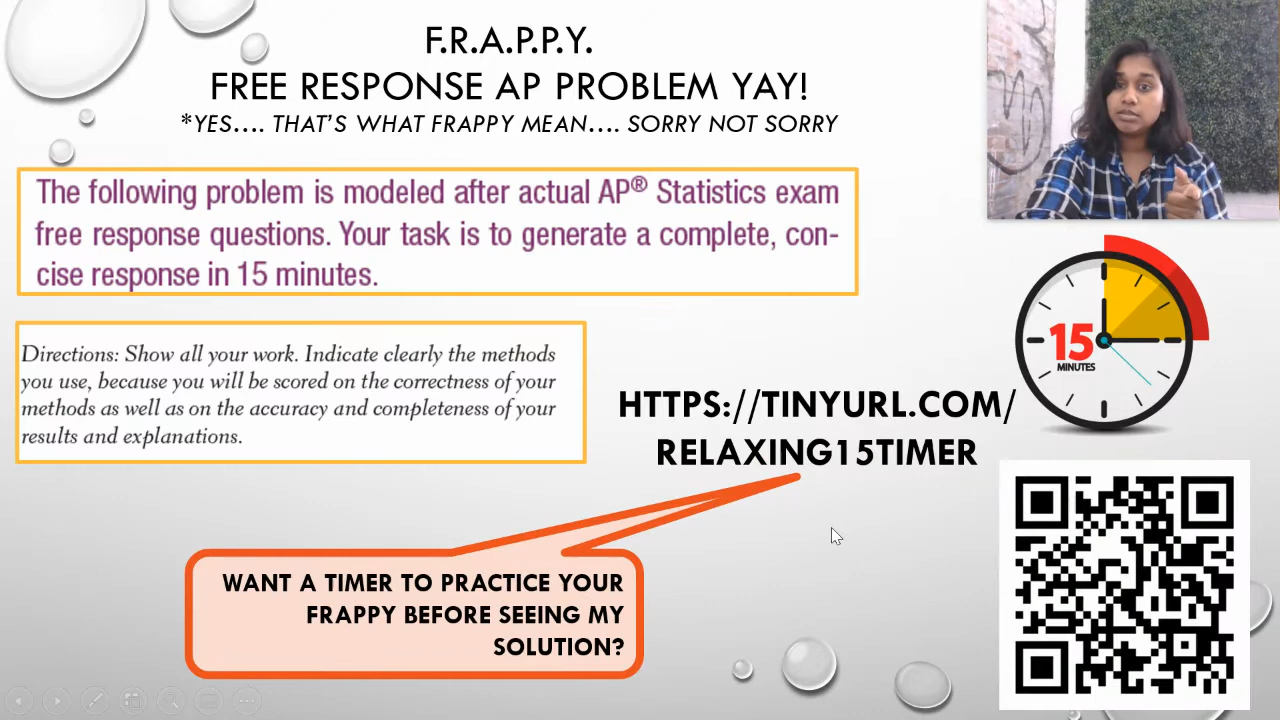 F.R.A.P.P.Y.
FREE RESPONSE AP PROBLEM YAY!
*YES.... THAT'S WHAT FRAPPY MEAN.... SORRY NOT SORRY
The following problem is modeled after actual AP® Statistics exam
free response questions. Your task is to generate a complete, con-
cise response in 15 minutes.
Directions: Show all your work. Indicate clearly the methods
you use, because you will be scored on the correctness of your
methods as well as on the accuracy and completeness of your
results and explanations.
15
MINUTES
HTTPS://TINYURL.COM/
RELAXING15TIMER
WANT A TIMER TO PRACTICE YOUR
FRAPPY BEFORE SEEING MY
SOLUTION?